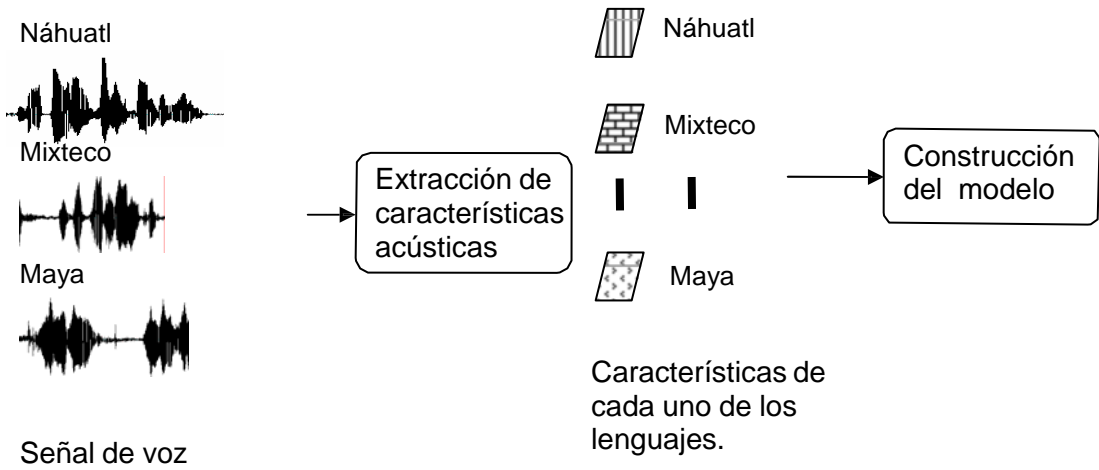 Náhuatl
Mixteco
Maya
Señal de voz
Extracción de
características
acústicas
Náhuatl
Mixteco
Maya
Características de
cada uno de los
lenguajes.
Construcción
del modelo